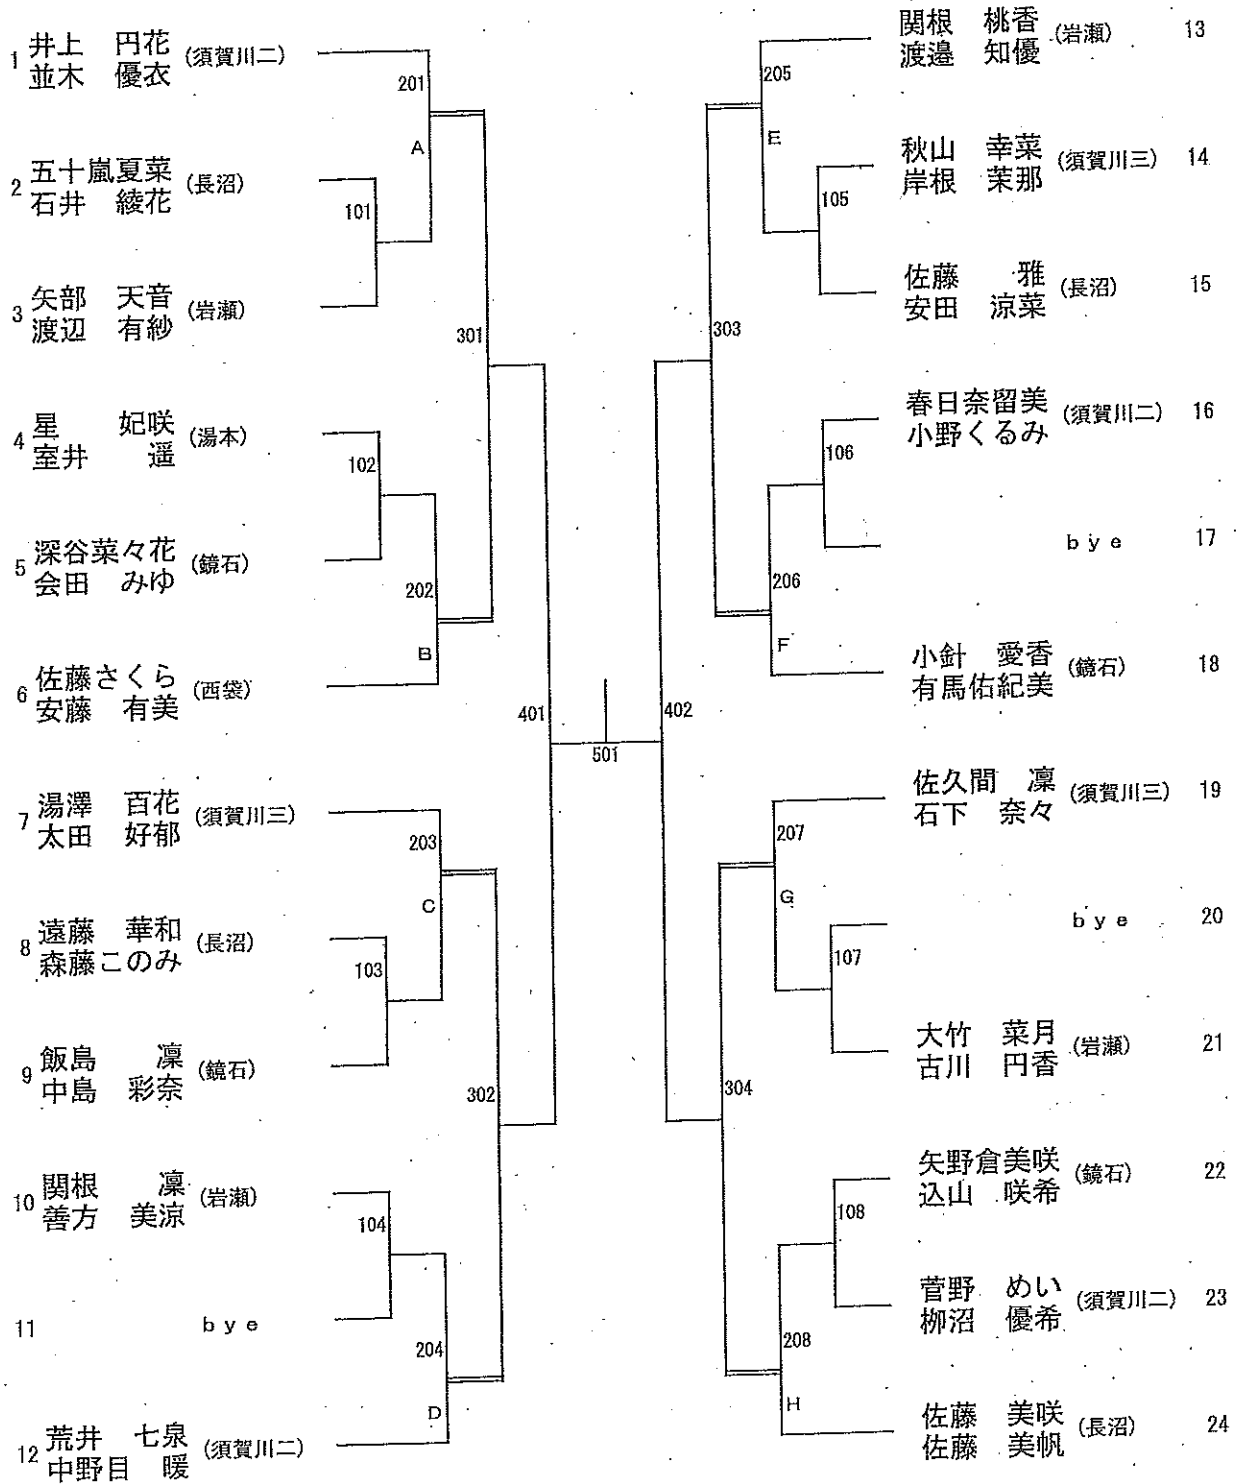 1 井上 円花 (須賀川二)
並木 優衣
2 五十嵐夏菜 (長沼)
石井 綾花
3 矢部 天音 (岩瀬)
渡辺 有紗
4 星 妃咲 (湯本)
室井 遥
5 深谷菜々花 (鏡石)
会田 みゆ
6 佐藤さくら (西袋)
安藤 有美
7 湯澤 百花 (須賀川三)
太田 好郁
8 遠藤 華和 (長沼)
森藤このみ
9 飯島 凜 (鏡石)
中島 彩奈
10 関根 凜 (岩瀬)
善方 美涼
11 bye
12 荒井 七泉 (須賀川二)
中野目 暖
201
A
101
301
102
202
B
401
203
C
103
302
104
204
D
501
402
205
E
105
303
106
206
F
207
G
107
304
108
208
H
関根 桃香 (岩瀬) 13
渡邉 知優
秋山 幸菜 (須賀川三) 14
岸根 茉那
佐藤 雅 (長沼) 15
安田 涼菜
春日奈留美 (須賀川二) 16
小野くるみ
bye 17
小針 愛香 (鏡石) 18
有馬佑紀美
佐久間 凜 (須賀川三) 19
石下 奈々
bye 20
大竹 菜月 (岩瀬) 21
古川 円香
矢野倉美咲 (鏡石) 22
込山 咲希
菅野 めい (須賀川二) 23
柳沼 優希
佐藤 美咲 (長沼) 24
佐藤 美帆